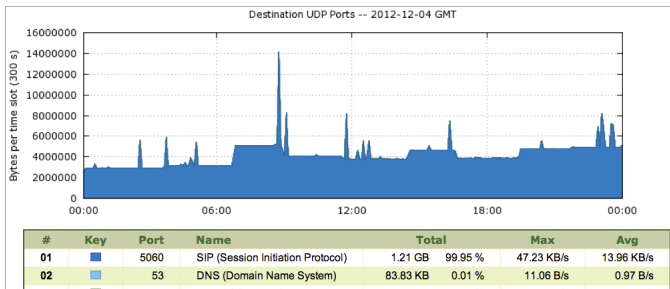 Destination UDP Ports -- 2012-12-04 GMT
Bytes per time slot (300 s)
16000000
14000000
12000000
10000000
8000000
6000000
4000000
2000000
0
00:00 06:00 12:00 18:00 00:00
# Key Port Name Total Max Avg
01 5060 SIP (Session Initiation Protocol) 1.21 GB 99.95 % 47.23 KB/s 13.96 KB/s
02 53 DNS (Domain Name System) 83.83 KB 0.01 % 11.06 B/s 0.97 B/s